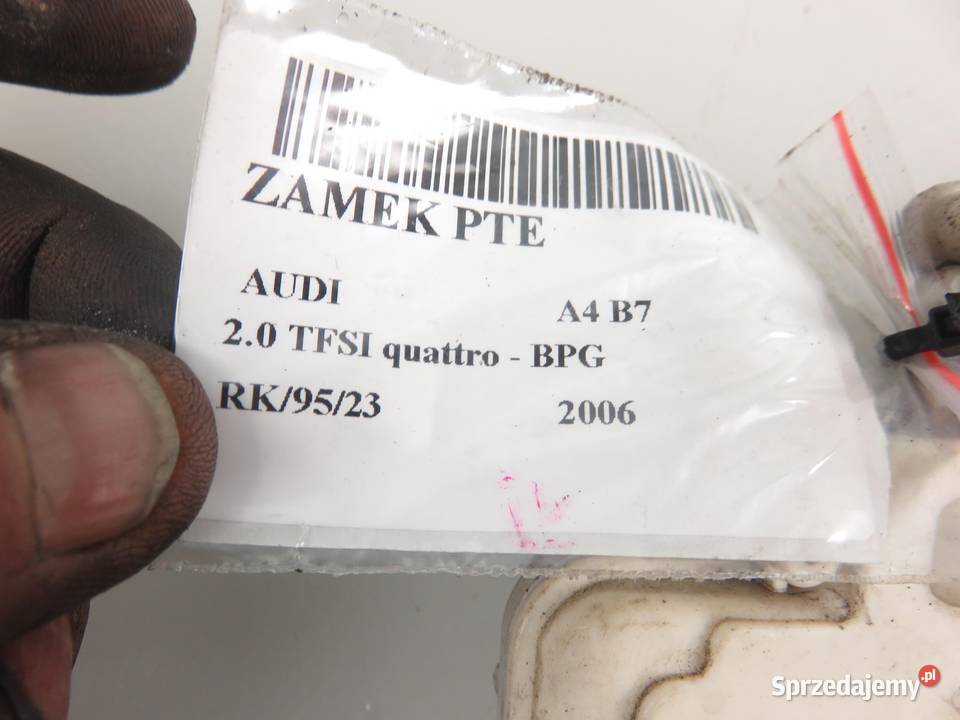 ZAMEK PTE
AUDI A4 B7
2.0 TFSI quattro - BPG
RK/95/23 2006
Sprzedajemy.pl